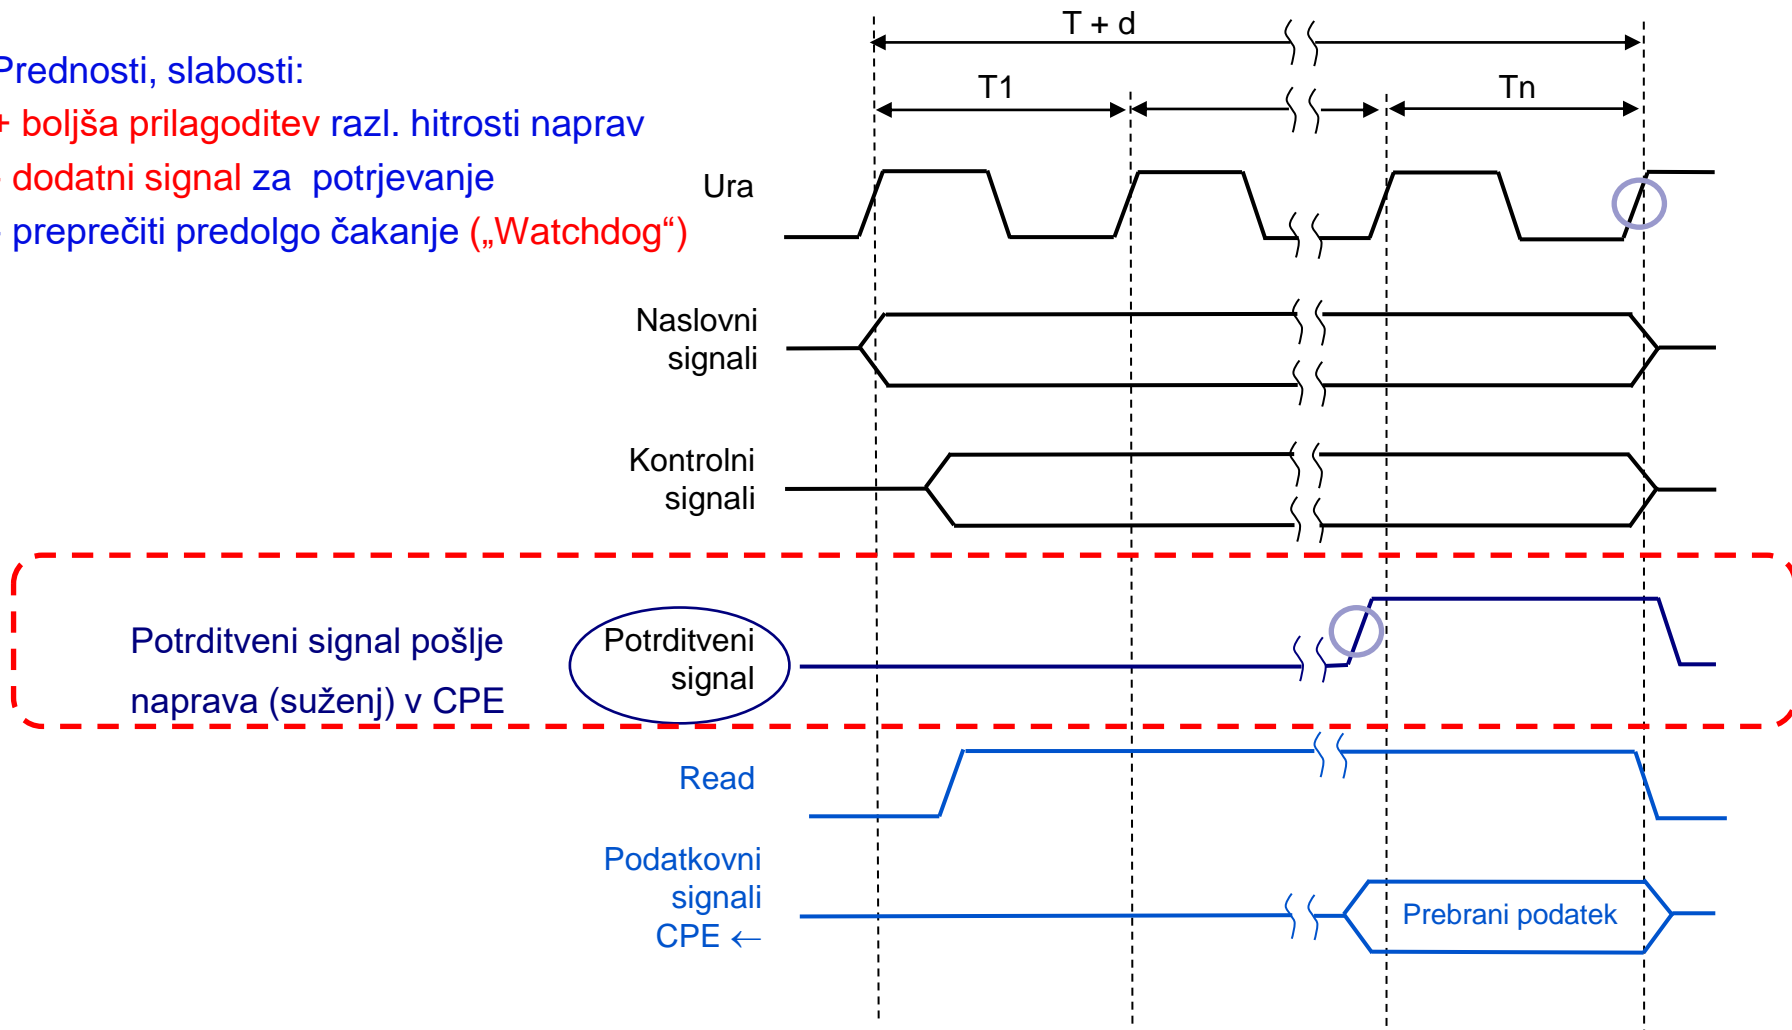 Prednosti, slabosti:
+ boljša prilagoditev razl. hitrosti naprav
- dodatni signal za potrjevanje
- preprečiti predolgo čakanje („Watchdog“)
T + d
T1
Tn
Ura
Naslovni
signali
Kontrolni
signali
Potrditveni signal pošlje
naprava (suženj) v CPE
Potrditveni
signal
Read
Podatkovni
signali
CPE ←
Prebrani podatek